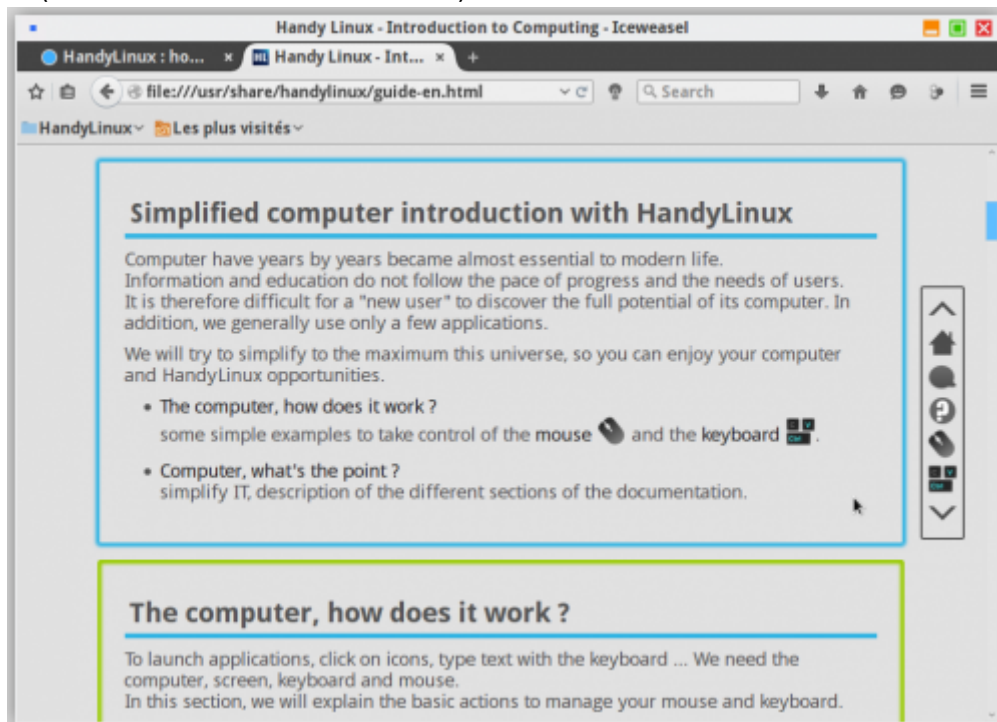 Handy Linux - Introduction to Computing - Iceweasel
HandyLinux : ho... × HL Handy Linux - Int... × +
file:///usr/share/handylinux/guide-en.html Search
HandyLinux Les plus visités
Simplified computer introduction with HandyLinux
Computer have years by years became almost essential to modern life.
Information and education do not follow the pace of progress and the needs of users.
It is therefore difficult for a "new user" to discover the full potential of its computer. In
addition, we generally use only a few applications.
We will try to simplify to the maximum this universe, so you can enjoy your computer
and HandyLinux opportunities.
• The computer, how does it work ?
some simple examples to take control of the mouse and the keyboard .
• Computer, what's the point ?
simplify IT, description of the different sections of the documentation.
The computer, how does it work ?
To launch applications, click on icons, type text with the keyboard ... We need the
computer, screen, keyboard and mouse.
In this section, we will explain the basic actions to manage your mouse and keyboard.